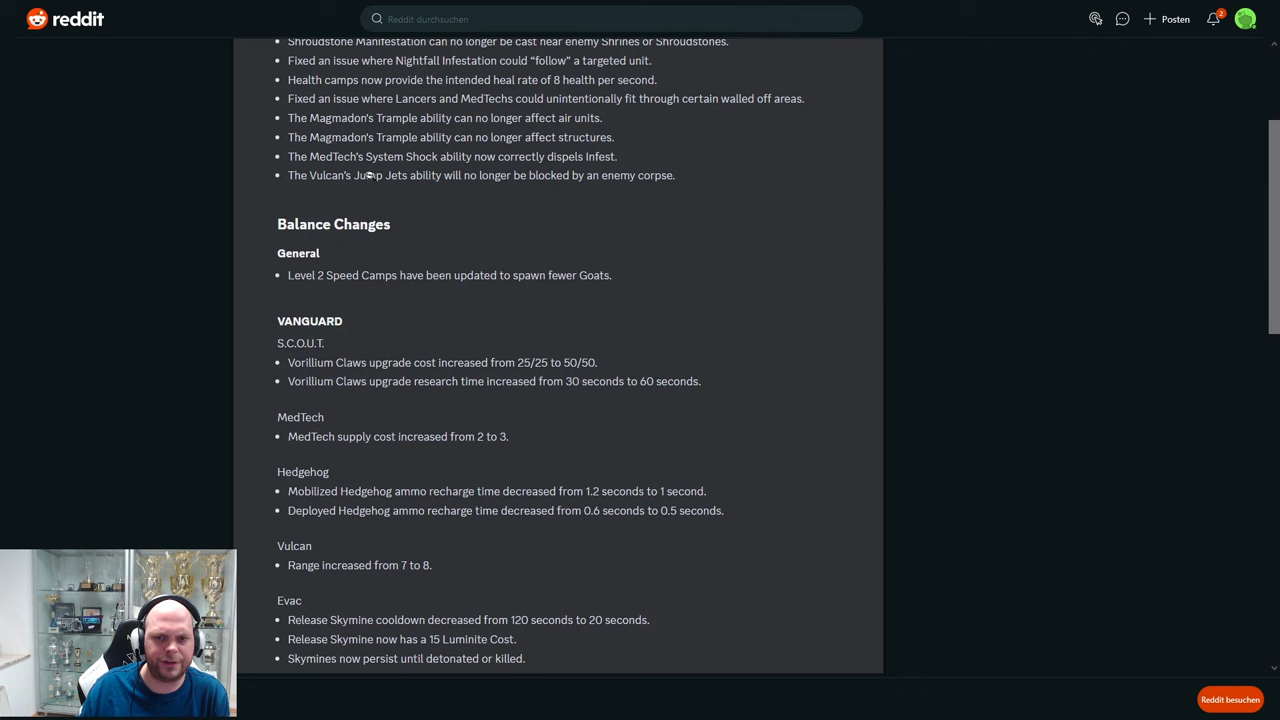 reddit
Reddit durchsuchen
Posten
2
Shroudstone Manifestation can no longer be cast near enemy Shrines or Shroudstones.
Fixed an issue where Nightfall Infestation could “follow” a targeted unit.
Health camps now provide the intended heal rate of 8 health per second.
Fixed an issue where Lancers and MedTechs could unintentionally fit through certain walled off areas.
The Magmadon's Trample ability can no longer affect air units.
The Magmadon's Trample ability can no longer affect structures.
The MedTech's System Shock ability now correctly dispels Infest.
The Vulcan's Jump Jets ability will no longer be blocked by an enemy corpse.
Balance Changes
General
Level 2 Speed Camps have been updated to spawn fewer Goats.
VANGUARD
S.C.O.U.T.
Vorillium Claws upgrade cost increased from 25/25 to 50/50.
Vorillium Claws upgrade research time increased from 30 seconds to 60 seconds.
MedTech
MedTech supply cost increased from 2 to 3.
Hedgehog
Mobilized Hedgehog ammo recharge time decreased from 1.2 seconds to 1 second.
Deployed Hedgehog ammo recharge time decreased from 0.6 seconds to 0.5 seconds.
Vulcan
Range increased from 7 to 8.
Evac
Release Skymine cooldown decreased from 120 seconds to 20 seconds.
Release Skymine now has a 15 Luminite Cost.
Skymines now persist until detonated or killed.
Reddit besuchen